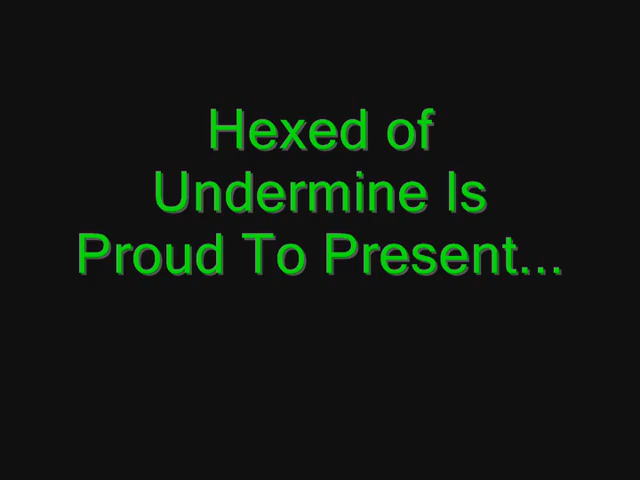 Hexed of
Undermine Is
Proud To Present...